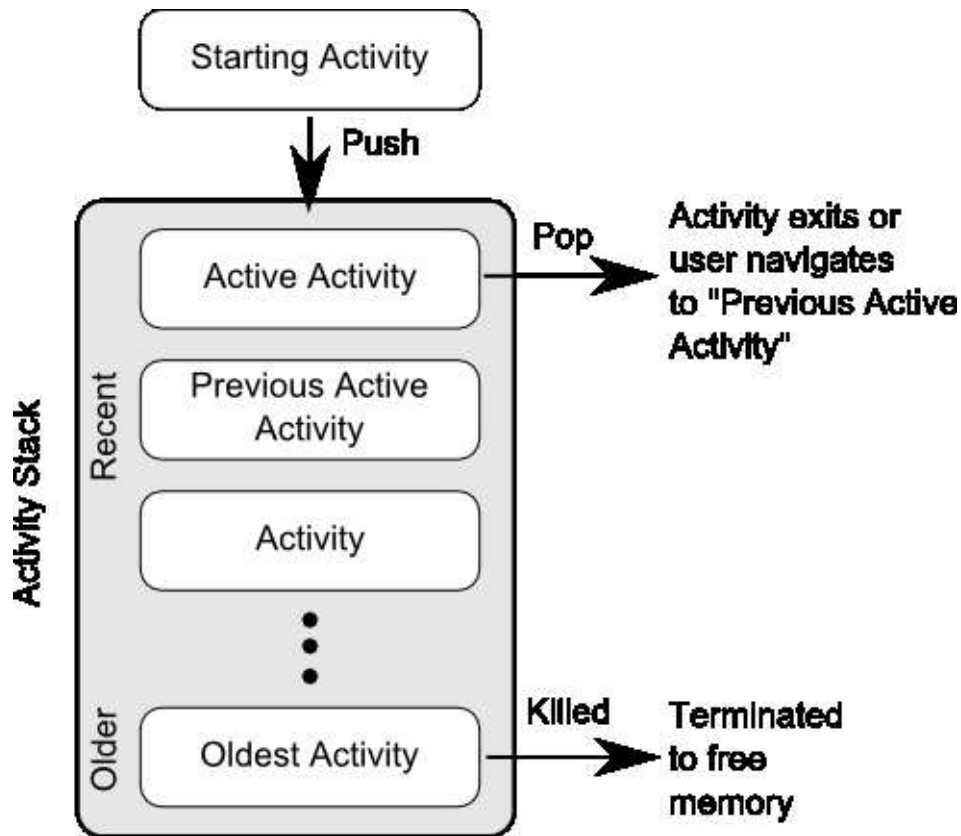 Starting Activity
Push
Active Activity
Pop
Activity exits or
user navigates
to "Previous Active
Activity"
Previous Active
Activity
Recent
Activity Stack
Activity
Older
Oldest Activity
Killed
Terminated
to free
memory